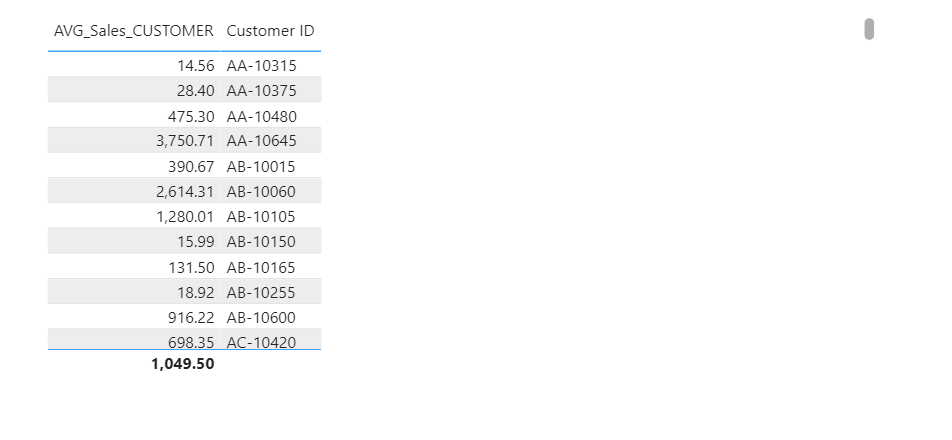 AVG_Sales_CUSTOMER Customer ID
14.56 AA-10315
28.40 AA-10375
475.30 AA-10480
3,750.71 AA-10645
390.67 AB-10015
2,614.31 AB-10060
1,280.01 AB-10105
15.99 AB-10150
131.50 AB-10165
18.92 AB-10255
916.22 AB-10600
698.35 AC-10420
1,049.50